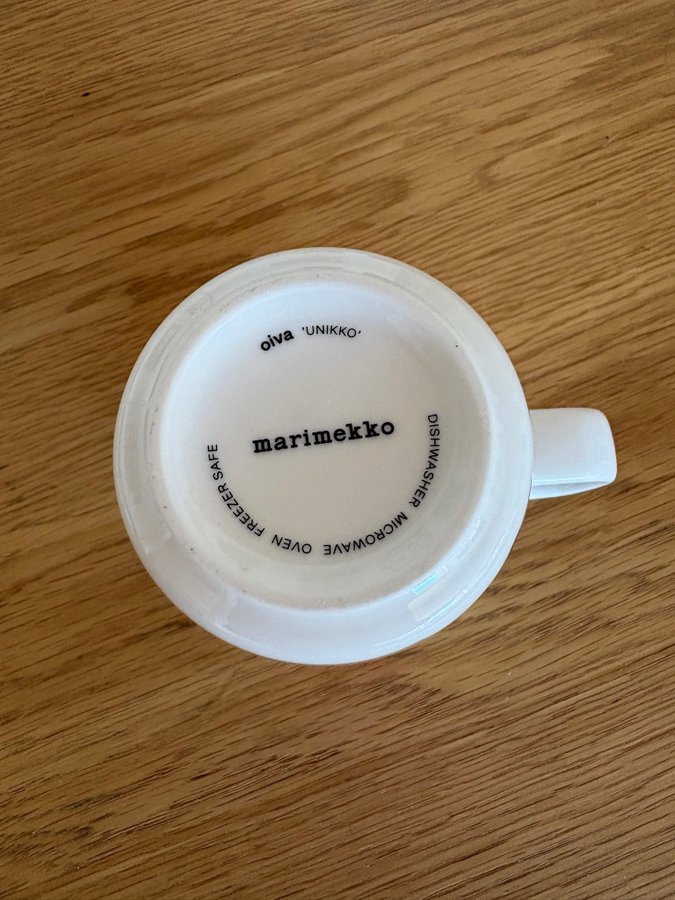 oiva 'UNIKKO'
marimekko
DISHWASHER MICROWAVE OVEN FREEZER SAFE